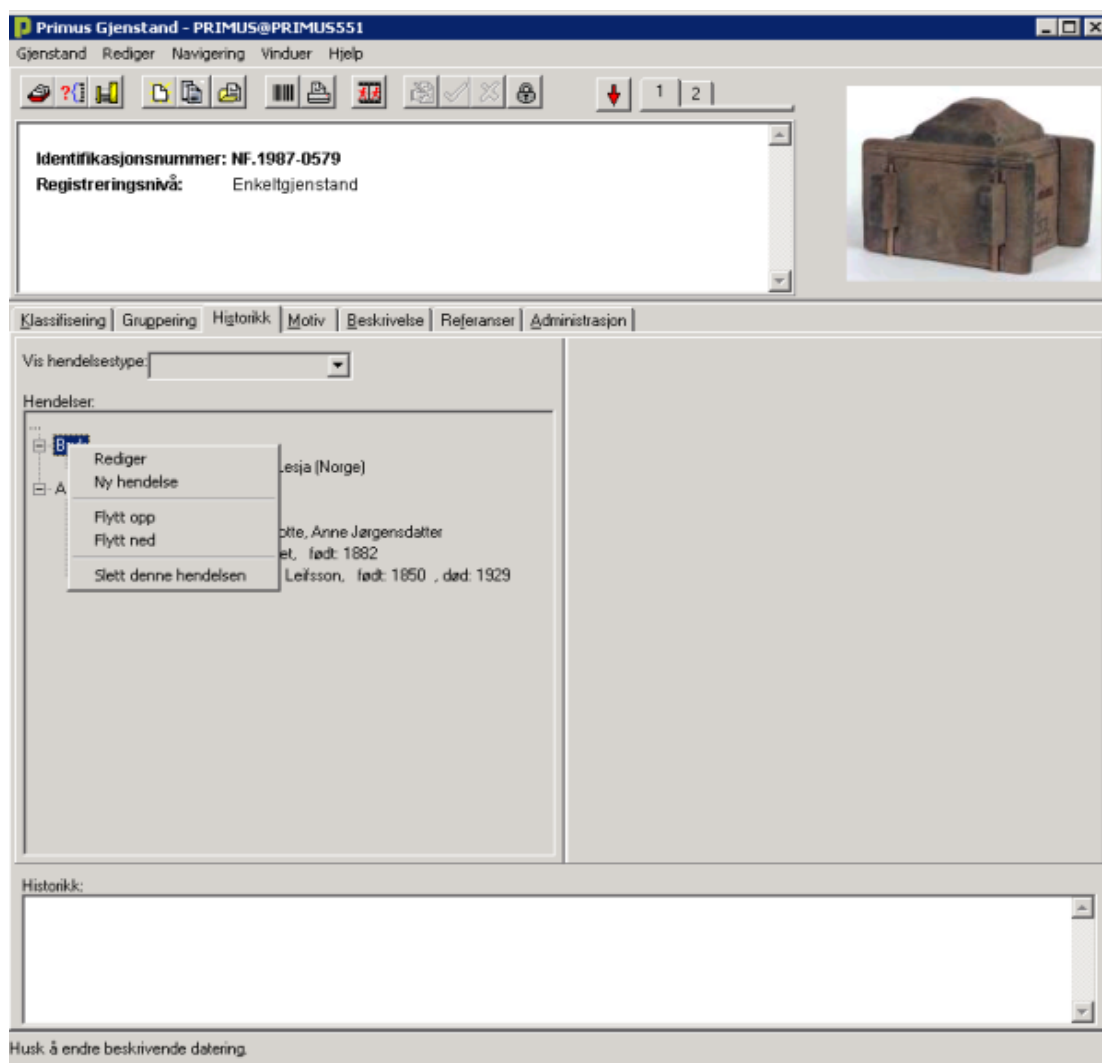 Primus Gjenstand - PRIMUS@PRIMUS551
Gjenstand Rediger Navigering Vinduer Hjelp
1 2
Identifikasjonsnummer: NF.1987-0579
Registreringsnivå: Enkeltgjenstand
Klassifisering Gruppering Historikk Motiv Beskrivelse Referanser Administrasjon
Vis hendelsestype:
Hendelser:
...
Rediger
Lesja (Norge)
Ny hendelse
A
Flytt opp
otte, Anne Jørgensdatter
Flytt ned
et, født: 1882
Slett denne hendelsen
Leifsson, født: 1850 , død: 1929
Historikk:
Husk å endre beskrivende datering.